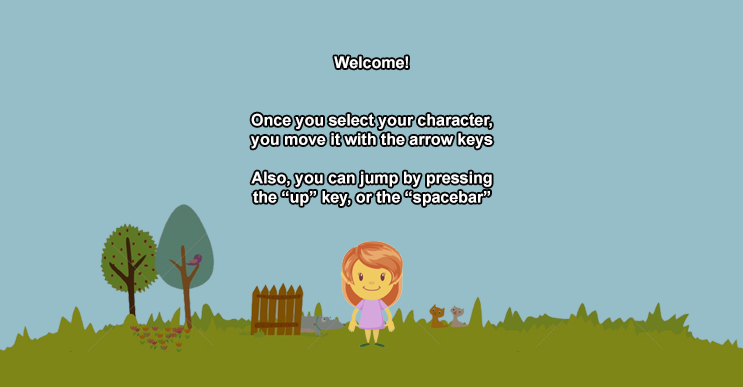 Welcome!
Once you select your character,
you move it with the arrow keys
Also, you can jump by pressing
the “up” key, or the “spacebar”